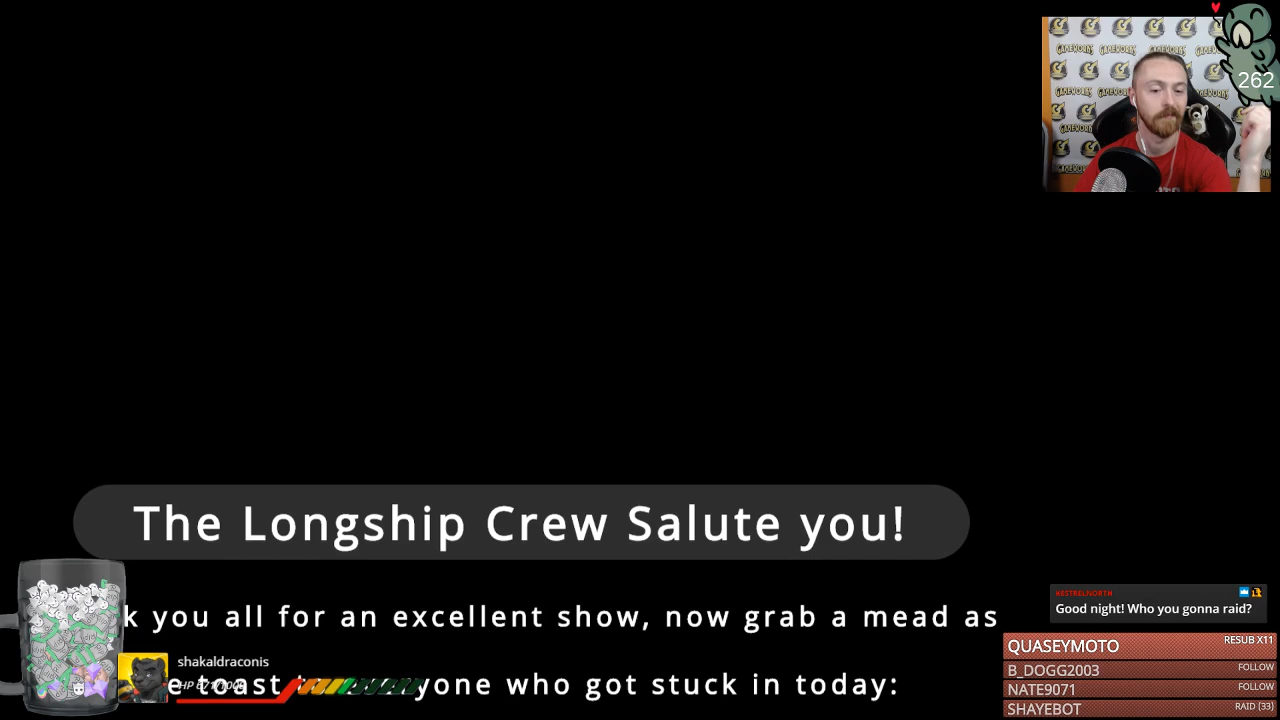 262
The Longship Crew Salute you!
k you all for an excellent show, now grab a mead as
e toast yone who got stuck in today:
shakaldraconis
KESTRELNORTH
Good night! Who you gonna raid?
QUASEYMOTO RESUB X11
B_DOGG2003 FOLLOW
NATE9071 FOLLOW
SHAYEBOT RAID (33)